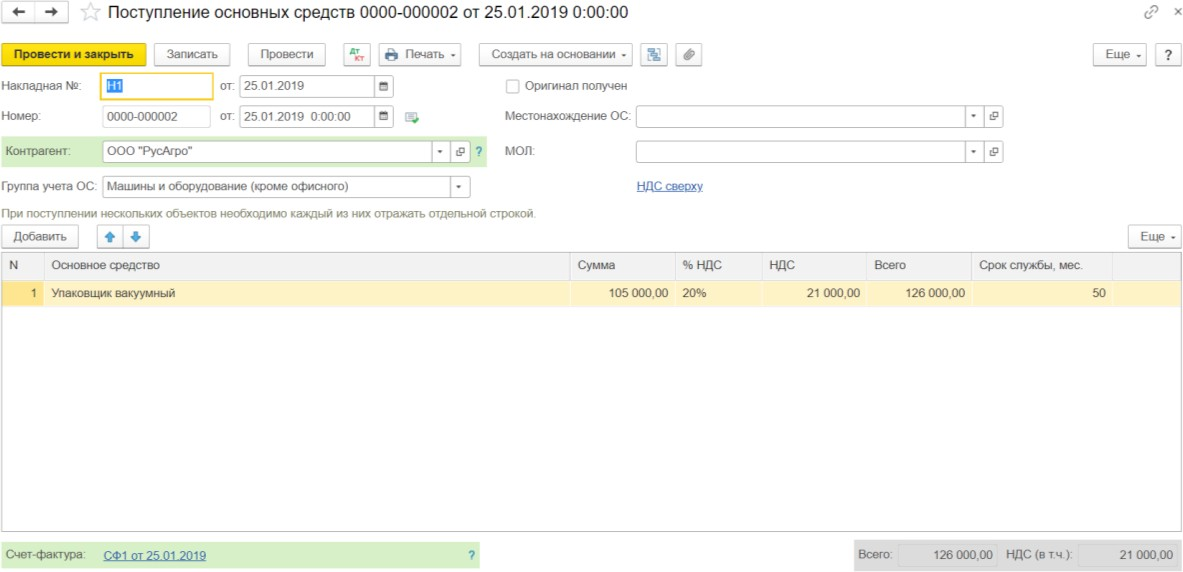 Поступление основных средств 0000-000002 от 25.01.2019 0:00:00
Провести и закрыть Записать Провести Дт Кт Печать Создать на основании Еще ?
Накладная №: Н1 от: 25.01.2019 Оригинал получен
Номер: 0000-000002 от: 25.01.2019 0:00:00 Местонахождение ОС:
Контрагент: ООО "РусАгро" ? МОЛ:
Группа учета ОС: Машины и оборудование (кроме офисного) НДС сверху
При поступлении нескольких объектов необходимо каждый из них отражать отдельной строкой.
Добавить Еще
N Основное средство Сумма % НДС НДС Всего Срок службы, мес.
1 Упаковщик вакуумный 105 000,00 20% 21 000,00 126 000,00 50
Счет-фактура: СФ1 от 25.01.2019 ? Всего: 126 000,00 НДС (в т.ч.): 21 000,00